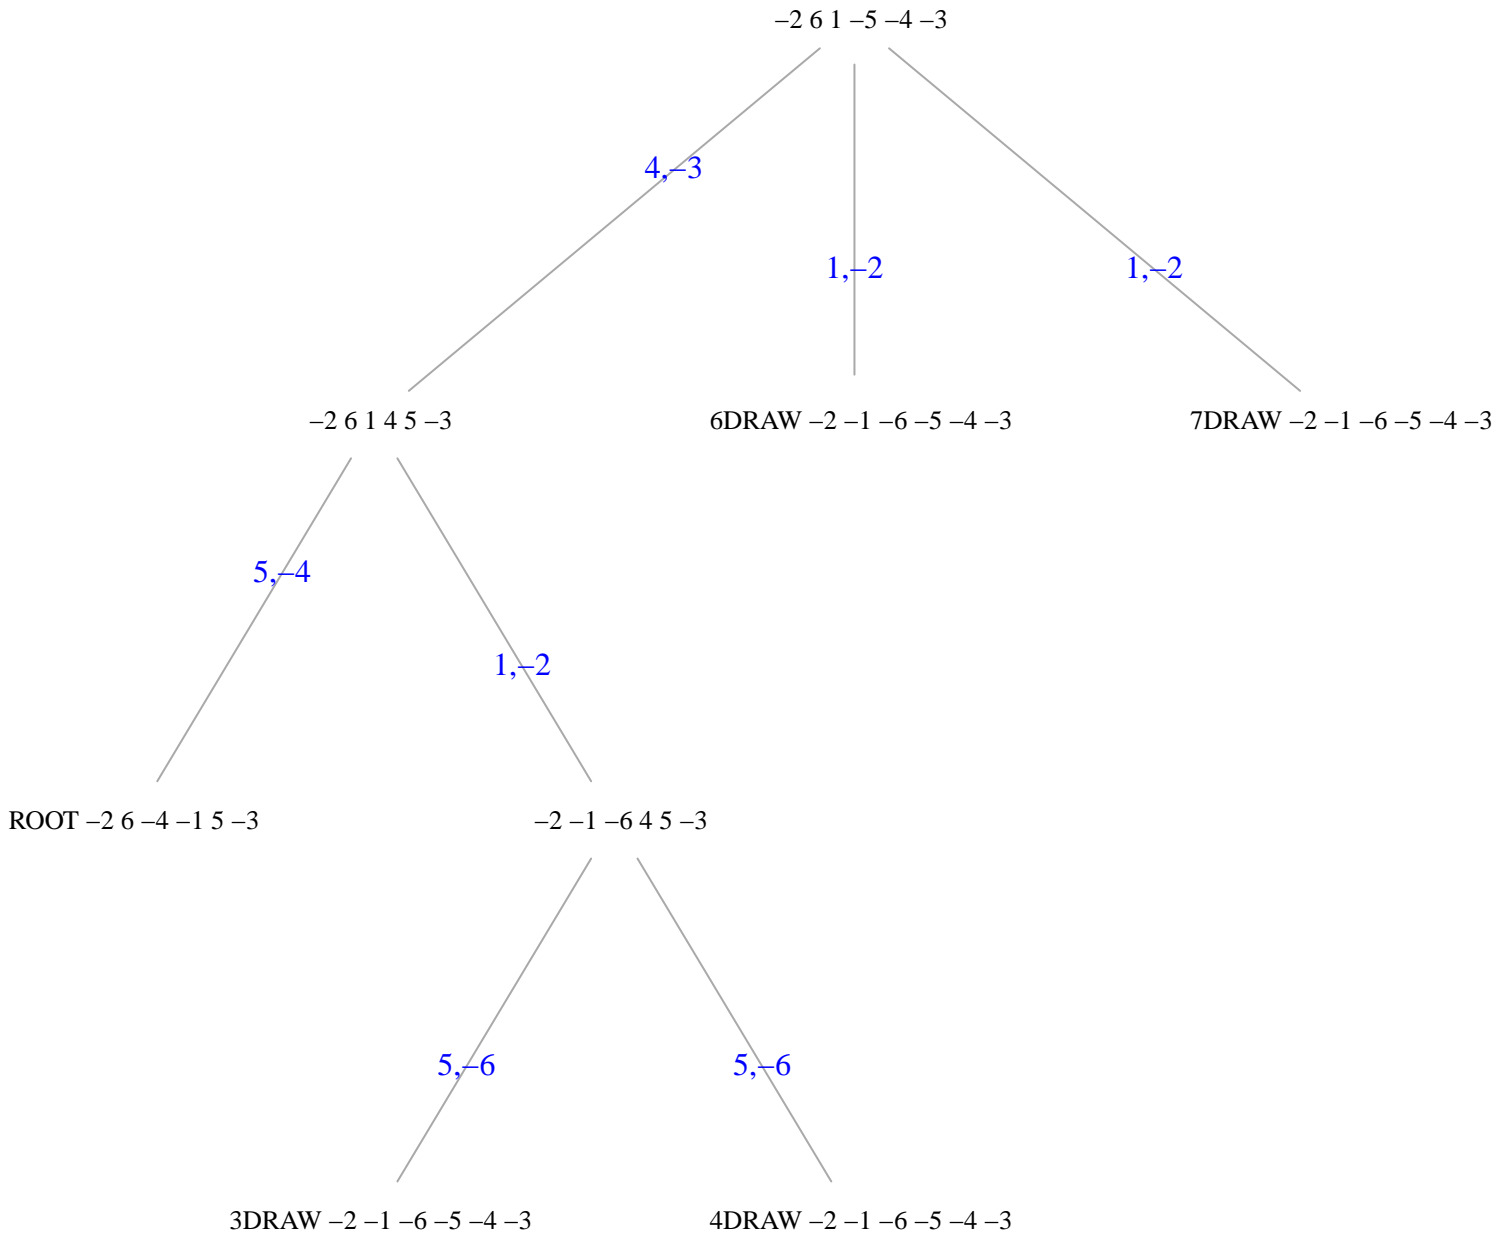 –2 6 1 –5 –4 –3
4,–3
1,–2
1,–2
–2 6 1 4 5 –3
6DRAW –2 –1 –6 –5 –4 –3
7DRAW –2 –1 –6 –5 –4 –3
5,–4
1,–2
ROOT –2 6 –4 –1 5 –3
–2 –1 –6 4 5 –3
5,–6
5,–6
3DRAW –2 –1 –6 –5 –4 –3
4DRAW –2 –1 –6 –5 –4 –3